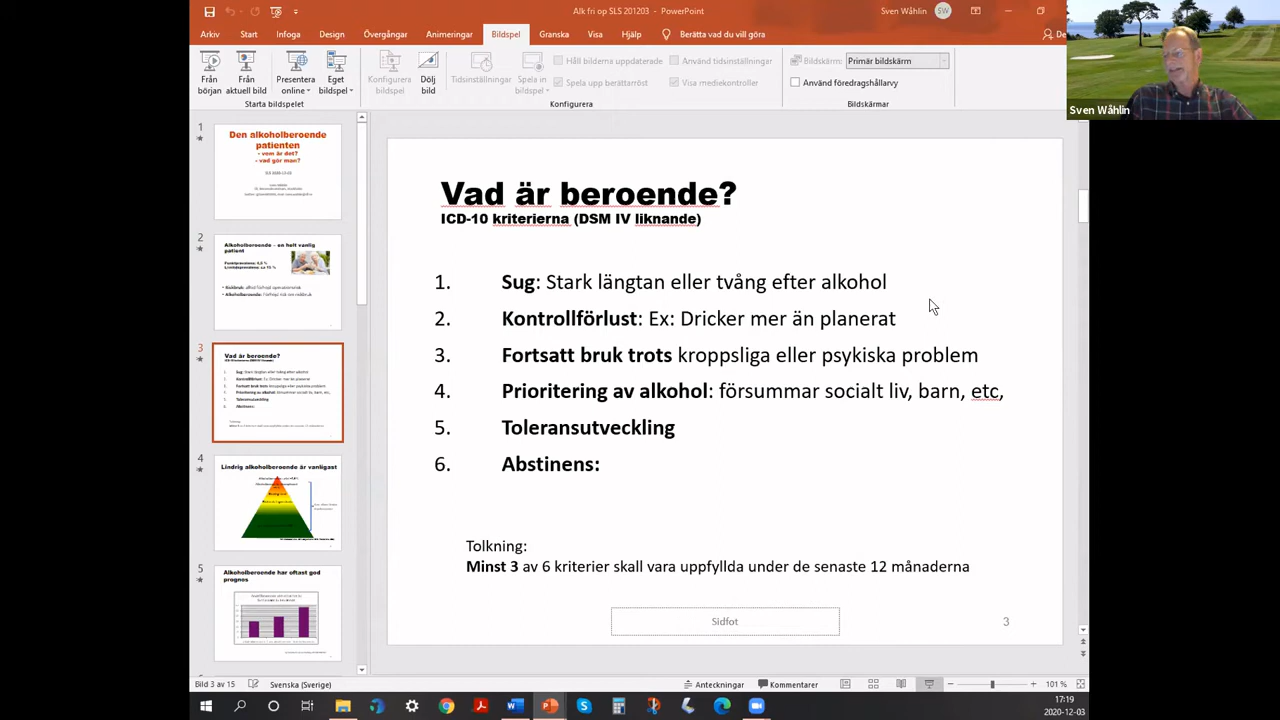 Alk fri op SLS 201203 - PowerPoint
Sven Wåhlin
SW
Arkiv Start Infoga Design Övergångar Animeringar Bildspel Granska Visa Hjälp Berätta vad du vill göra
Från början
Från aktuell bild
Presentera online
Eget bildspel
Starta bildspelet
Konfigurera bildspel
Dölj bild
Tidsinställningar
Spela in bildspel
Håll bilderna uppdaterade
Spela upp berättarröst
Använd tidsinställningar
Visa mediekontroller
Konfigurera
Bildskärm: Primär bildskärm
Använd föredragshållarvy
Bildskärmar
Sven Wåhlin
1
Den alkoholberoende
patienten
- vem är det?
- vad gör man?
2
Alkoholberoende – en helt vanlig
patient
3
Vad är beroende?
4
Lindrig alkoholberoende är vanligast
5
Alkoholberoende har oftast god
prognos
Vad är beroende?
ICD-10 kriterierna (DSM IV liknande)
1. Sug: Stark längtan eller tvång efter alkohol
2. Kontrollförlust: Ex: Dricker mer än planerat
3. Fortsatt bruk trots kroppsliga eller psykiska problem
4. Prioritering av alkohol: försummar socialt liv, barn, etc,
5. Toleransutveckling
6. Abstinens:
Tolkning:
Minst 3 av 6 kriterier skall vara uppfyllda under de senaste 12 månaderna
Sidfot
3
Bild 3 av 15 Svenska (Sverige) Anteckningar Kommentarer 101 %
17:19
2020-12-03